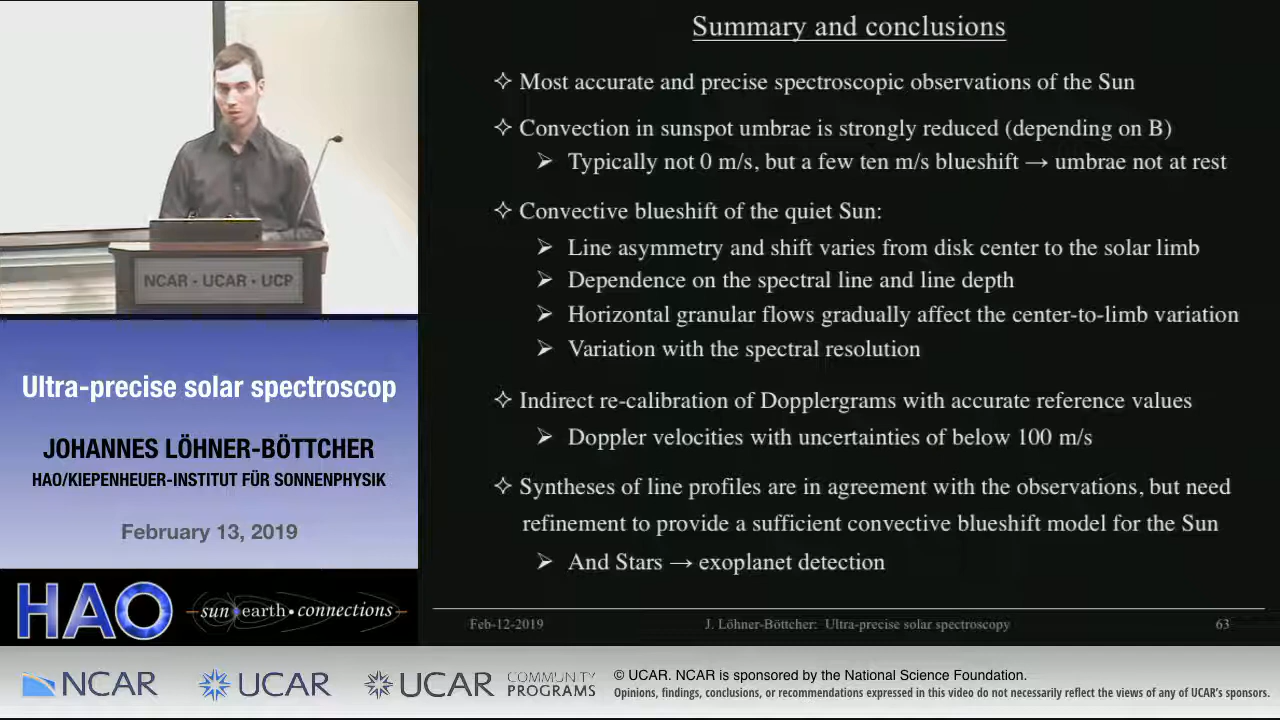 NCAR • UCAR • UCP
Ultra-precise solar spectroscop
JOHANNES LÖHNER-BÖTTCHER
HAO/KIEPENHEUER-INSTITUT FÜR SONNENPHYSIK
February 13, 2019
HAO
sun•earth•connections
Summary and conclusions
✧ Most accurate and precise spectroscopic observations of the Sun
✧ Convection in sunspot umbrae is strongly reduced (depending on B)
➢ Typically not 0 m/s, but a few ten m/s blueshift → umbrae not at rest
✧ Convective blueshift of the quiet Sun:
➢ Line asymmetry and shift varies from disk center to the solar limb
➢ Dependence on the spectral line and line depth
➢ Horizontal granular flows gradually affect the center-to-limb variation
➢ Variation with the spectral resolution
✧ Indirect re-calibration of Dopplergrams with accurate reference values
➢ Doppler velocities with uncertainties of below 100 m/s
✧ Syntheses of line profiles are in agreement with the observations, but need
refinement to provide a sufficient convective blueshift model for the Sun
➢ And Stars → exoplanet detection
Feb-12-2019 J. Löhner-Böttcher: Ultra-precise solar spectroscopy 63
NCAR UCAR UCAR COMMUNITY
PROGRAMS
© UCAR. NCAR is sponsored by the National Science Foundation.
Opinions, findings, conclusions, or recommendations expressed in this video do not necessarily reflect the views of any of UCAR's sponsors.